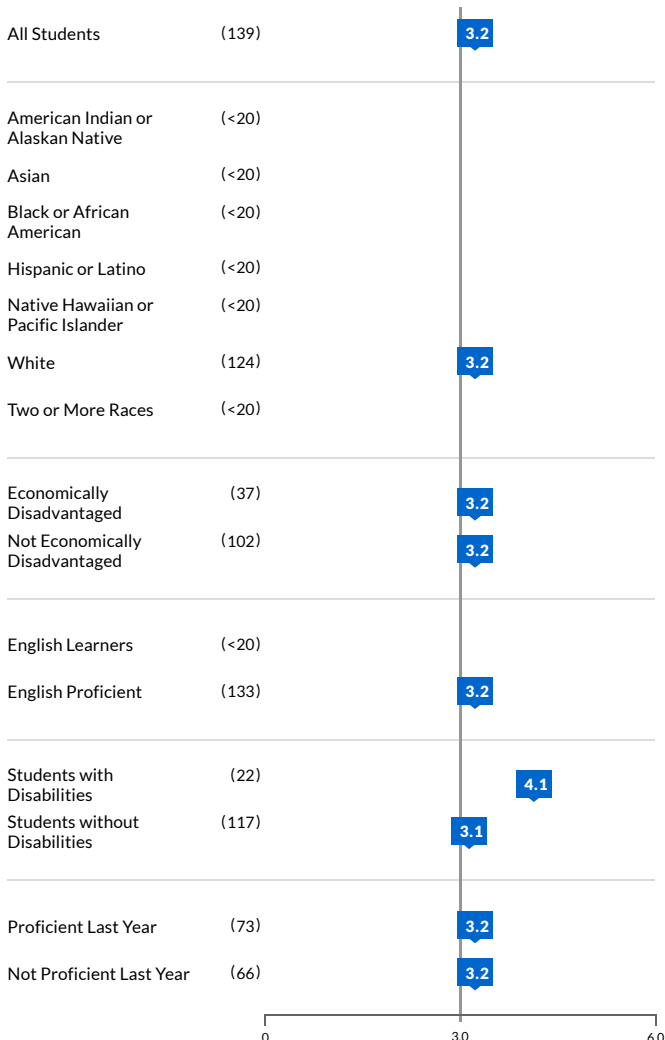 All Students (139) 3.2
American Indian or (<20)
Alaskan Native
Asian (<20)
Black or African (<20)
American
Hispanic or Latino (<20)
Native Hawaiian or (<20)
Pacific Islander
White (124) 3.2
Two or More Races (<20)
Economically (37) 3.2
Disadvantaged
Not Economically (102) 3.2
Disadvantaged
English Learners (<20)
English Proficient (133) 3.2
Students with (22) 4.1
Disabilities
Students without (117) 3.1
Disabilities
Proficient Last Year (73) 3.2
Not Proficient Last Year (66) 3.2
0 3.0 6.0